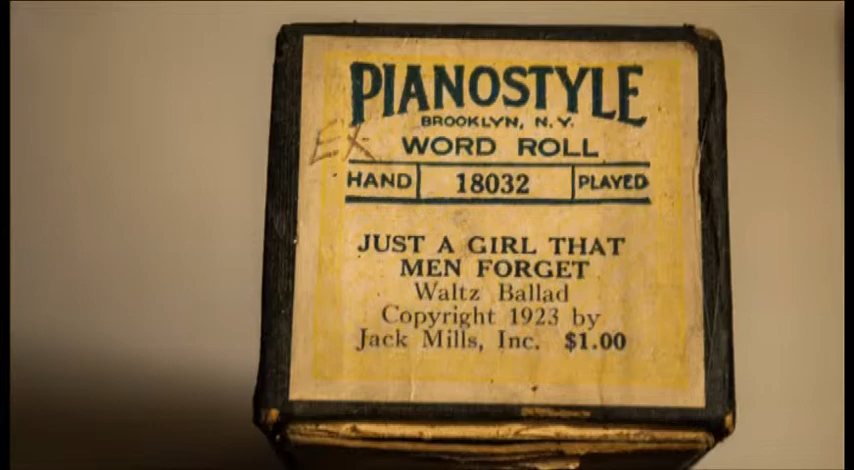 PIANOSTYLE
BROOKLYN, N.Y.
EX
WORD ROLL
HAND 18032 PLAYED
JUST A GIRL THAT
MEN FORGET
Waltz Ballad
Copyright 1923 by
Jack Mills, Inc. $1.00